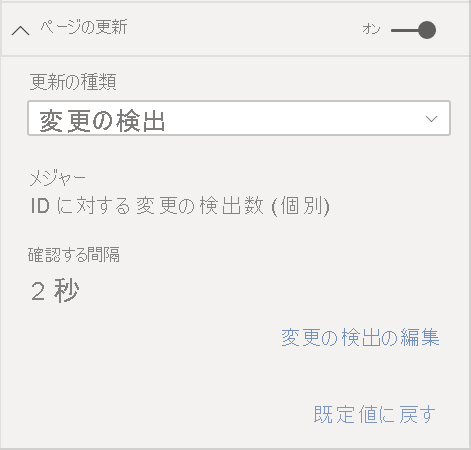 ページの更新 オン
更新の種類
変更の検出
メジャー
ID に対する変更の検出数 (個別)
確認する間隔
2 秒
変更の検出の編集
既定値に戻す